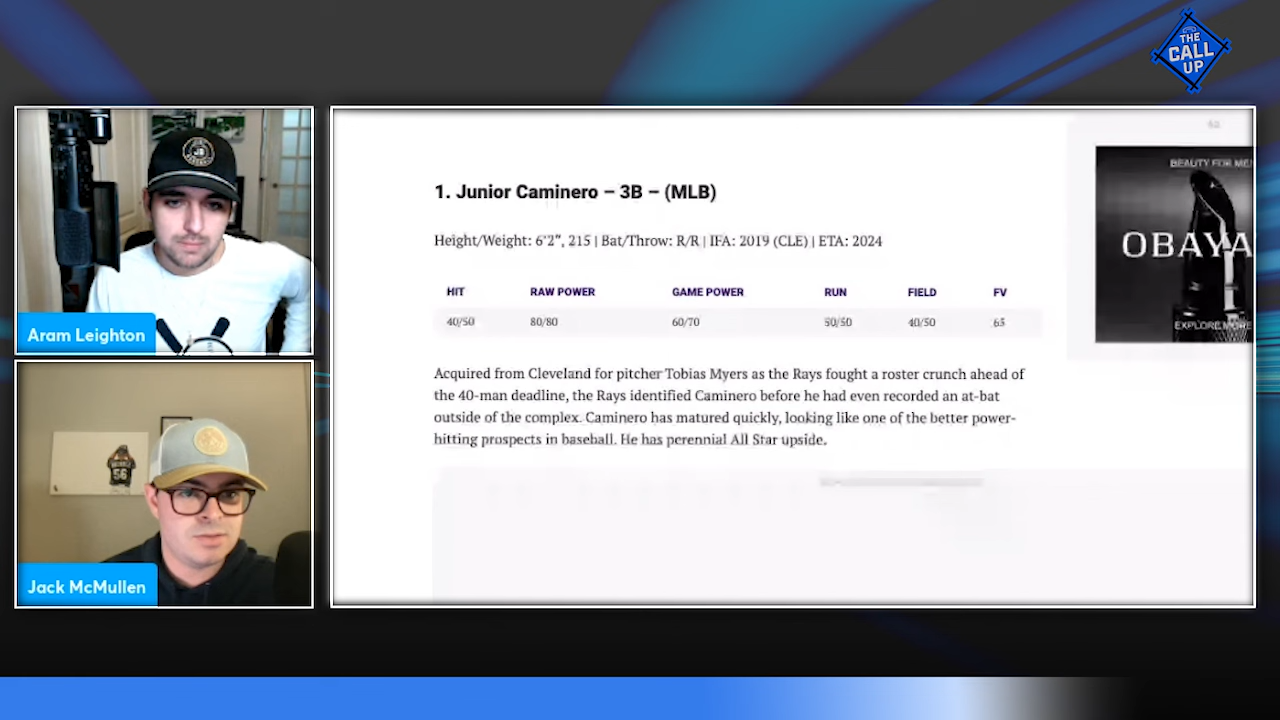 THE
CALL
UP
1. Junior Caminero – 3B – (MLB)
Height/Weight: 6'2", 215 | Bat/Throw: R/R | IFA: 2019 (CLE) | ETA: 2024
HIT RAW POWER GAME POWER RUN FIELD FV
40/50 80/80 60/70 50/50 40/50 65
Acquired from Cleveland for pitcher Tobias Myers as the Rays fought a roster crunch ahead of
the 40-man deadline, the Rays identified Caminero before he had even recorded an at-bat
outside of the complex. Caminero has matured quickly, looking like one of the better power-
hitting prospects in baseball. He has perennial All Star upside.
BEAUTY FOR ME
OBAYA
EXPLORE MORE
Aram Leighton
56
Jack McMullen